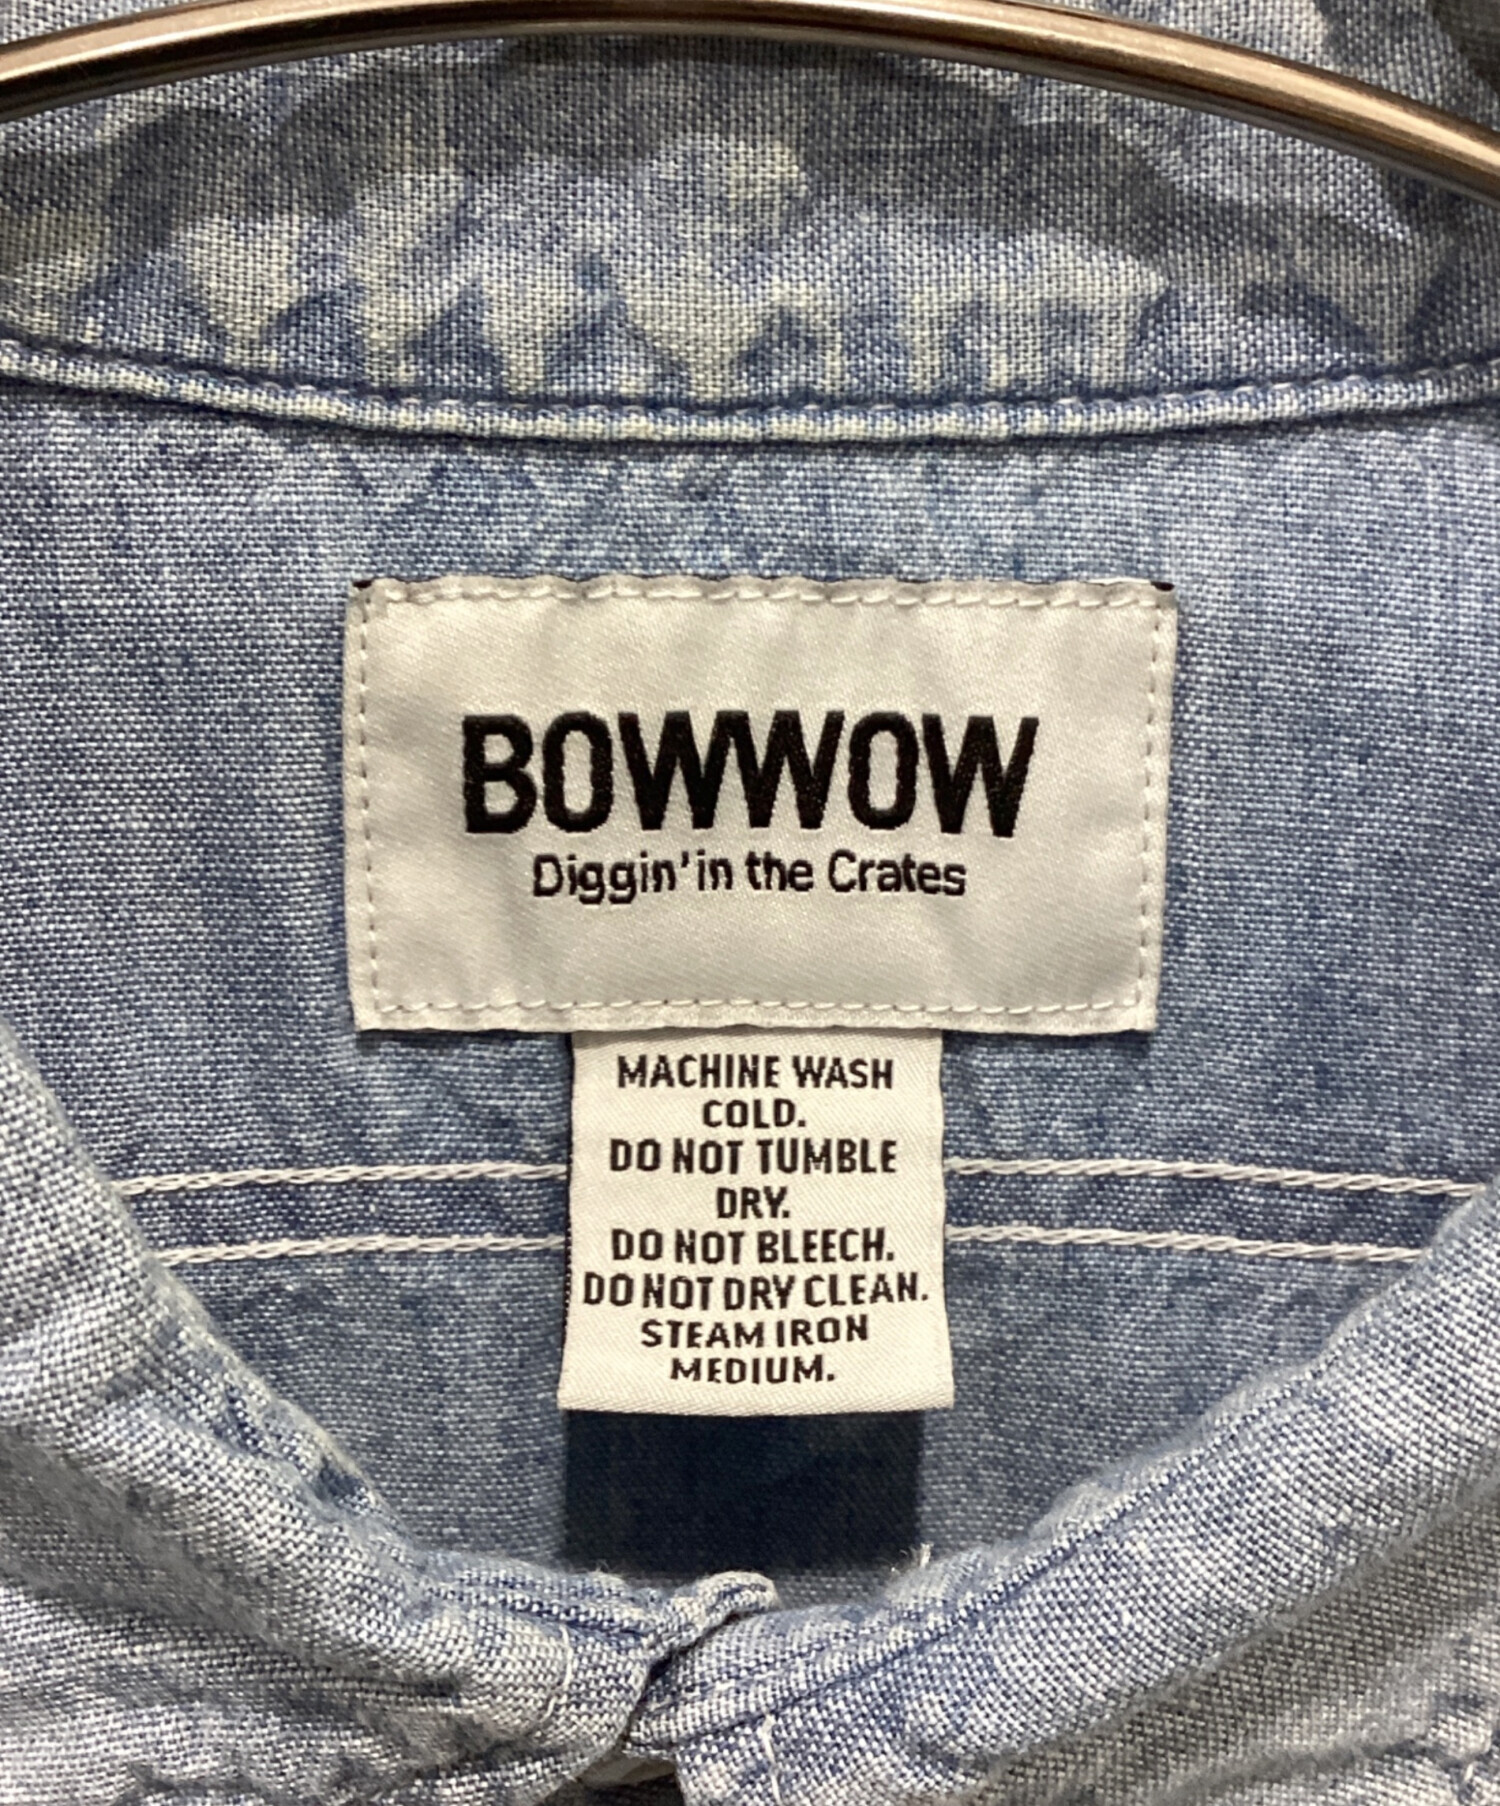 BOWWOW
Diggin' in the Crates
MACHINE WASH
COLD.
DO NOT TUMBLE
DRY.
DO NOT BLEECH.
DO NOT DRY CLEAN.
STEAM IRON
MEDIUM.